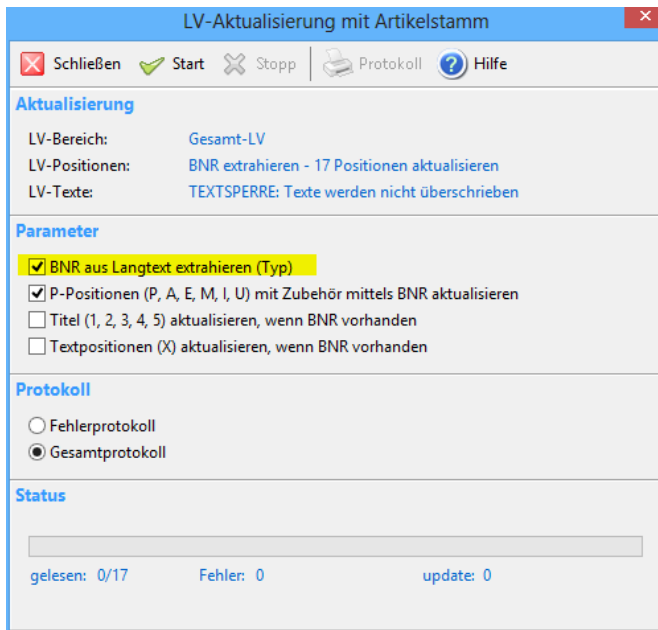 LV-Aktualisierung mit Artikelstamm
x
Schließen Start Stopp Protokoll ? Hilfe
Aktualisierung
LV-Bereich: Gesamt-LV
LV-Positionen: BNR extrahieren - 17 Positionen aktualisieren
LV-Texte: TEXTSPERRE: Texte werden nicht überschrieben
Parameter
BNR aus Langtext extrahieren (Typ)
P-Positionen (P, A, E, M, I, U) mit Zubehör mittels BNR aktualisieren
Titel (1, 2, 3, 4, 5) aktualisieren, wenn BNR vorhanden
Textpositionen (X) aktualisieren, wenn BNR vorhanden
Protokoll
Fehlerprotokoll
Gesamtprotokoll
Status
gelesen: 0/17 Fehler: 0 update: 0